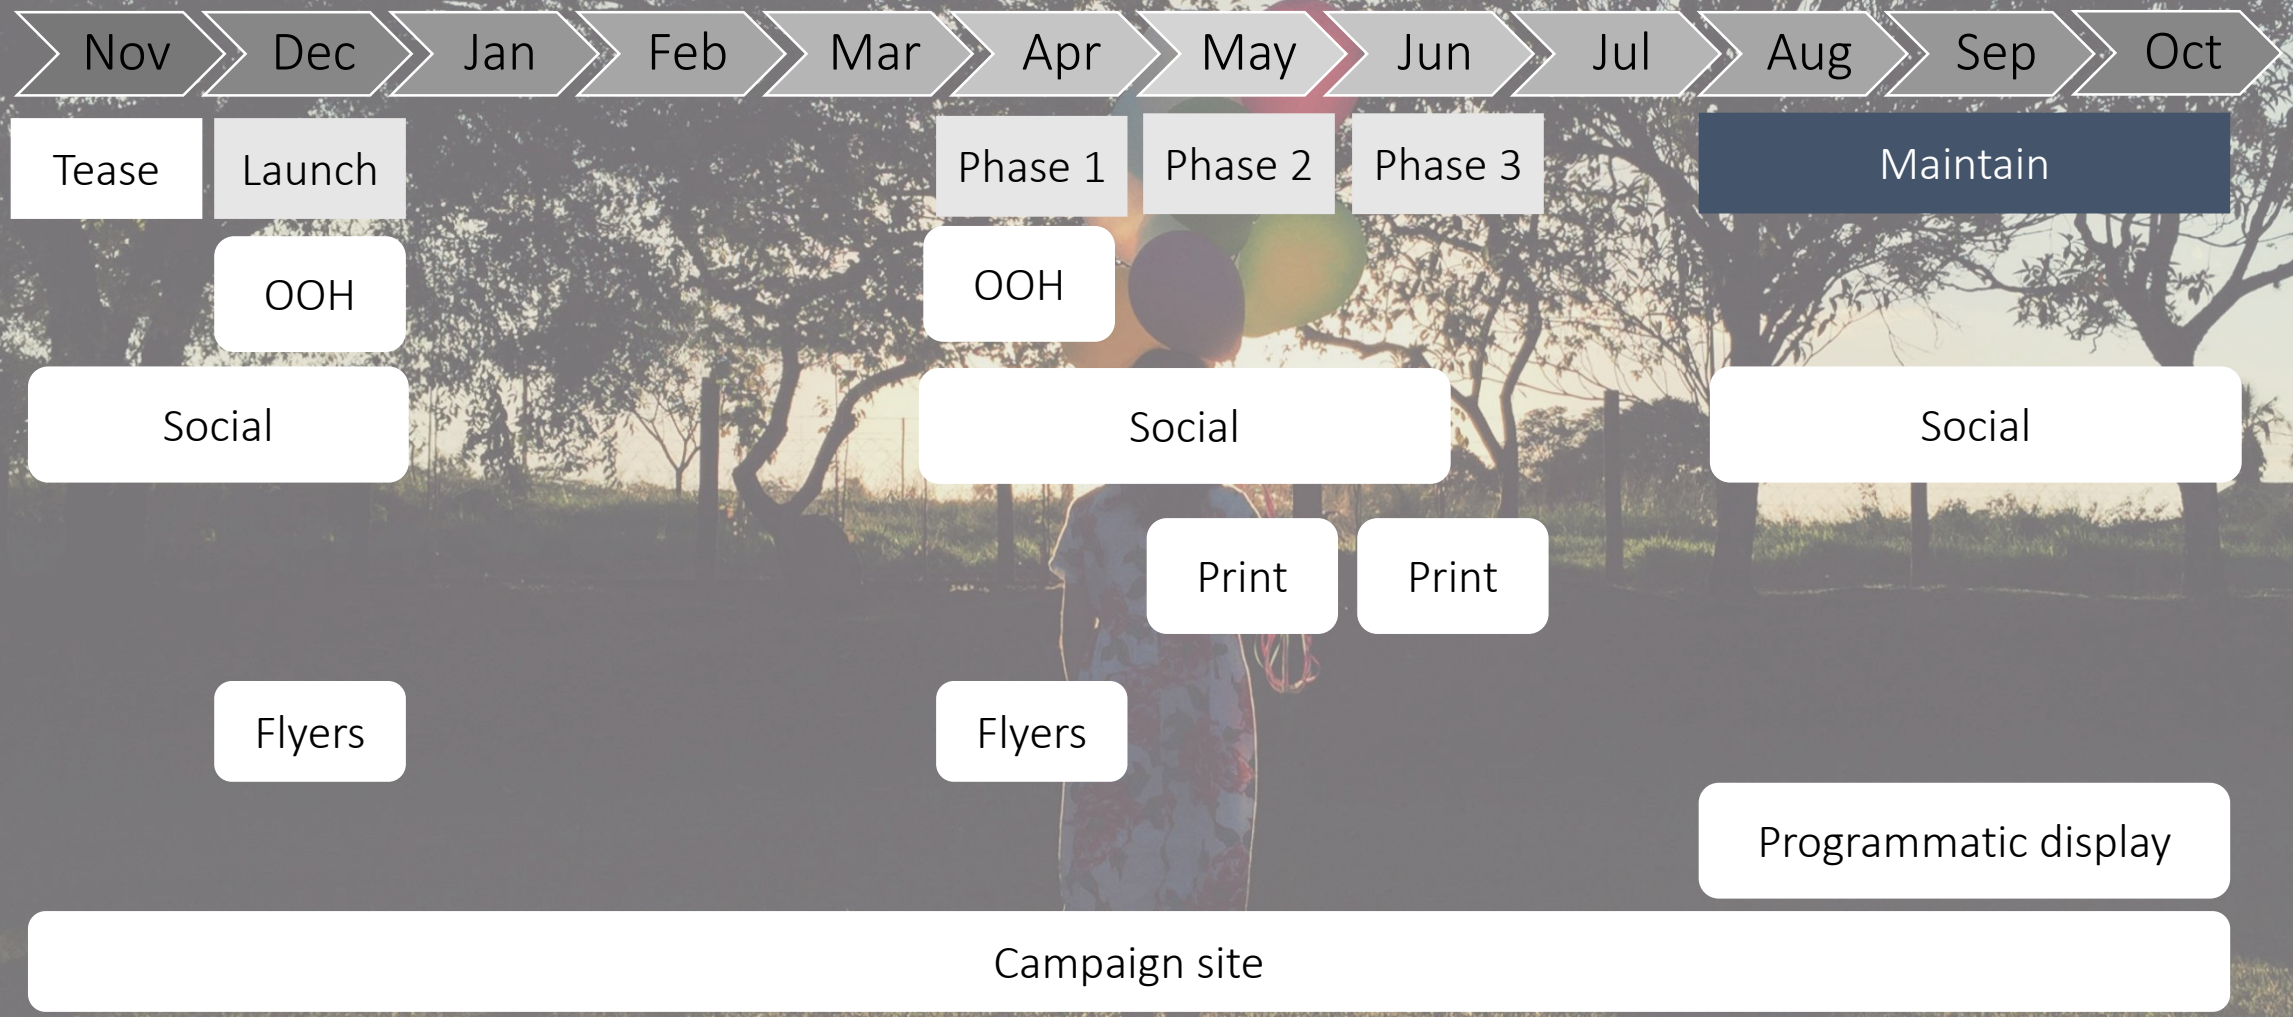 Nov Dec Jan Feb Mar Apr May Jun Jul Aug Sep Oct
Tease Launch Phase 1 Phase 2 Phase 3 Maintain
OOH OOH
Social Social Social
Print Print
Flyers Flyers
Programmatic display
Campaign site